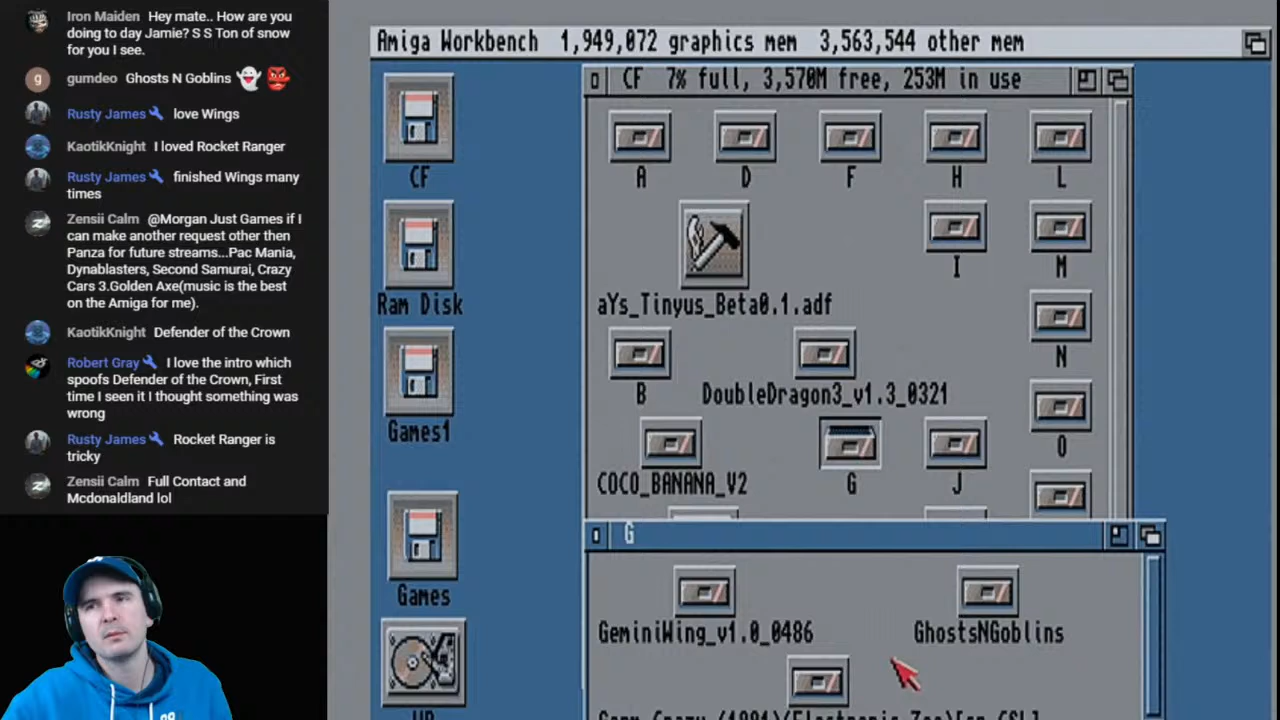 Iron Maiden Hey mate.. How are you
doing to day Jamie? S S Ton of snow
for you I see.
gumdeo Ghosts N Goblins 👻 👺
Rusty James love Wings
KaotikKnight I loved Rocket Ranger
Rusty James finished Wings many
times
Zensii Calm @Morgan Just Games if I
can make another request other then
Panza for future streams...Pac Mania,
Dynablasters, Second Samurai, Crazy
Cars 3.Golden Axe(music is the best
on the Amiga for me).
KaotikKnight Defender of the Crown
Robert Gray I love the intro which
spoofs Defender of the Crown, First
time I seen it I thought something was
wrong
Rusty James Rocket Ranger is
tricky
Zensii Calm Full Contact and
Mcdonaldland lol
Amiga Workbench 1,949,072 graphics mem 3,563,544 other mem
CF
Ram Disk
Games1
Games
CF 7% full, 3,570M free, 253M in use
A D F H L
I M
aYs_Tinyus_Beta0.1.adf
N
B DoubleDragon3_v1.3_0321
O
COCO_BANANA_V2 G J
G
GeminiWing_v1.0_0486 GhostsNGoblins